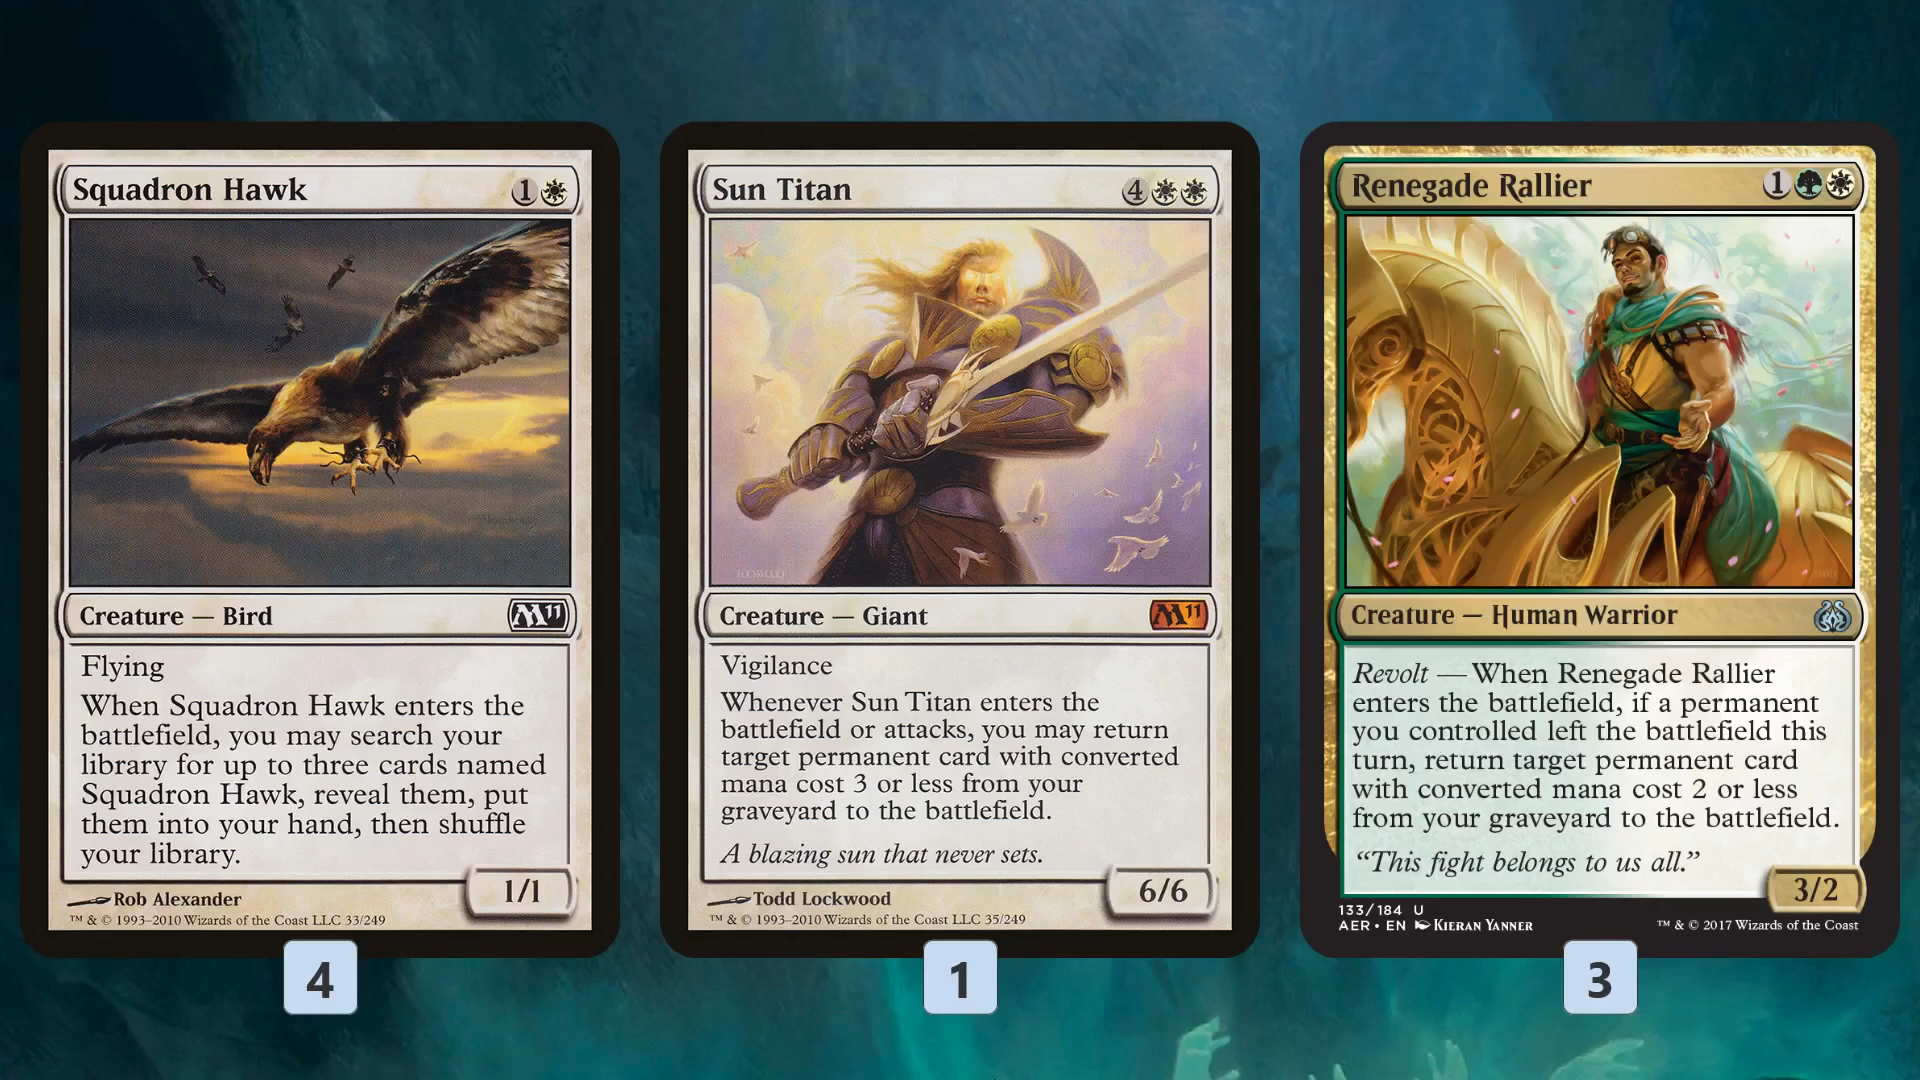 Squadron Hawk
1
Creature — Bird
M11
Flying
When Squadron Hawk enters the
battlefield, you may search your
library for up to three cards named
Squadron Hawk, reveal them, put
them into your hand, then shuffle
your library.
1/1
Rob Alexander
™ & © 1993–2010 Wizards of the Coast LLC 33/249
4
Sun Titan
4
LOCKWOOD
Creature — Giant
M11
Vigilance
Whenever Sun Titan enters the
battlefield or attacks, you may return
target permanent card with converted
mana cost 3 or less from your
graveyard to the battlefield.
A blazing sun that never sets.
6/6
Todd Lockwood
™ & © 1993–2010 Wizards of the Coast LLC 35/249
1
Renegade Rallier
1
Creature — Human Warrior
Revolt — When Renegade Rallier
enters the battlefield, if a permanent
you controlled left the battlefield this
turn, return target permanent card
with converted mana cost 2 or less
from your graveyard to the battlefield.
“This fight belongs to us all.”
3/2
133/184 U
AER • EN KIERAN YANNER
™ & © 2017 Wizards of the Coast
3